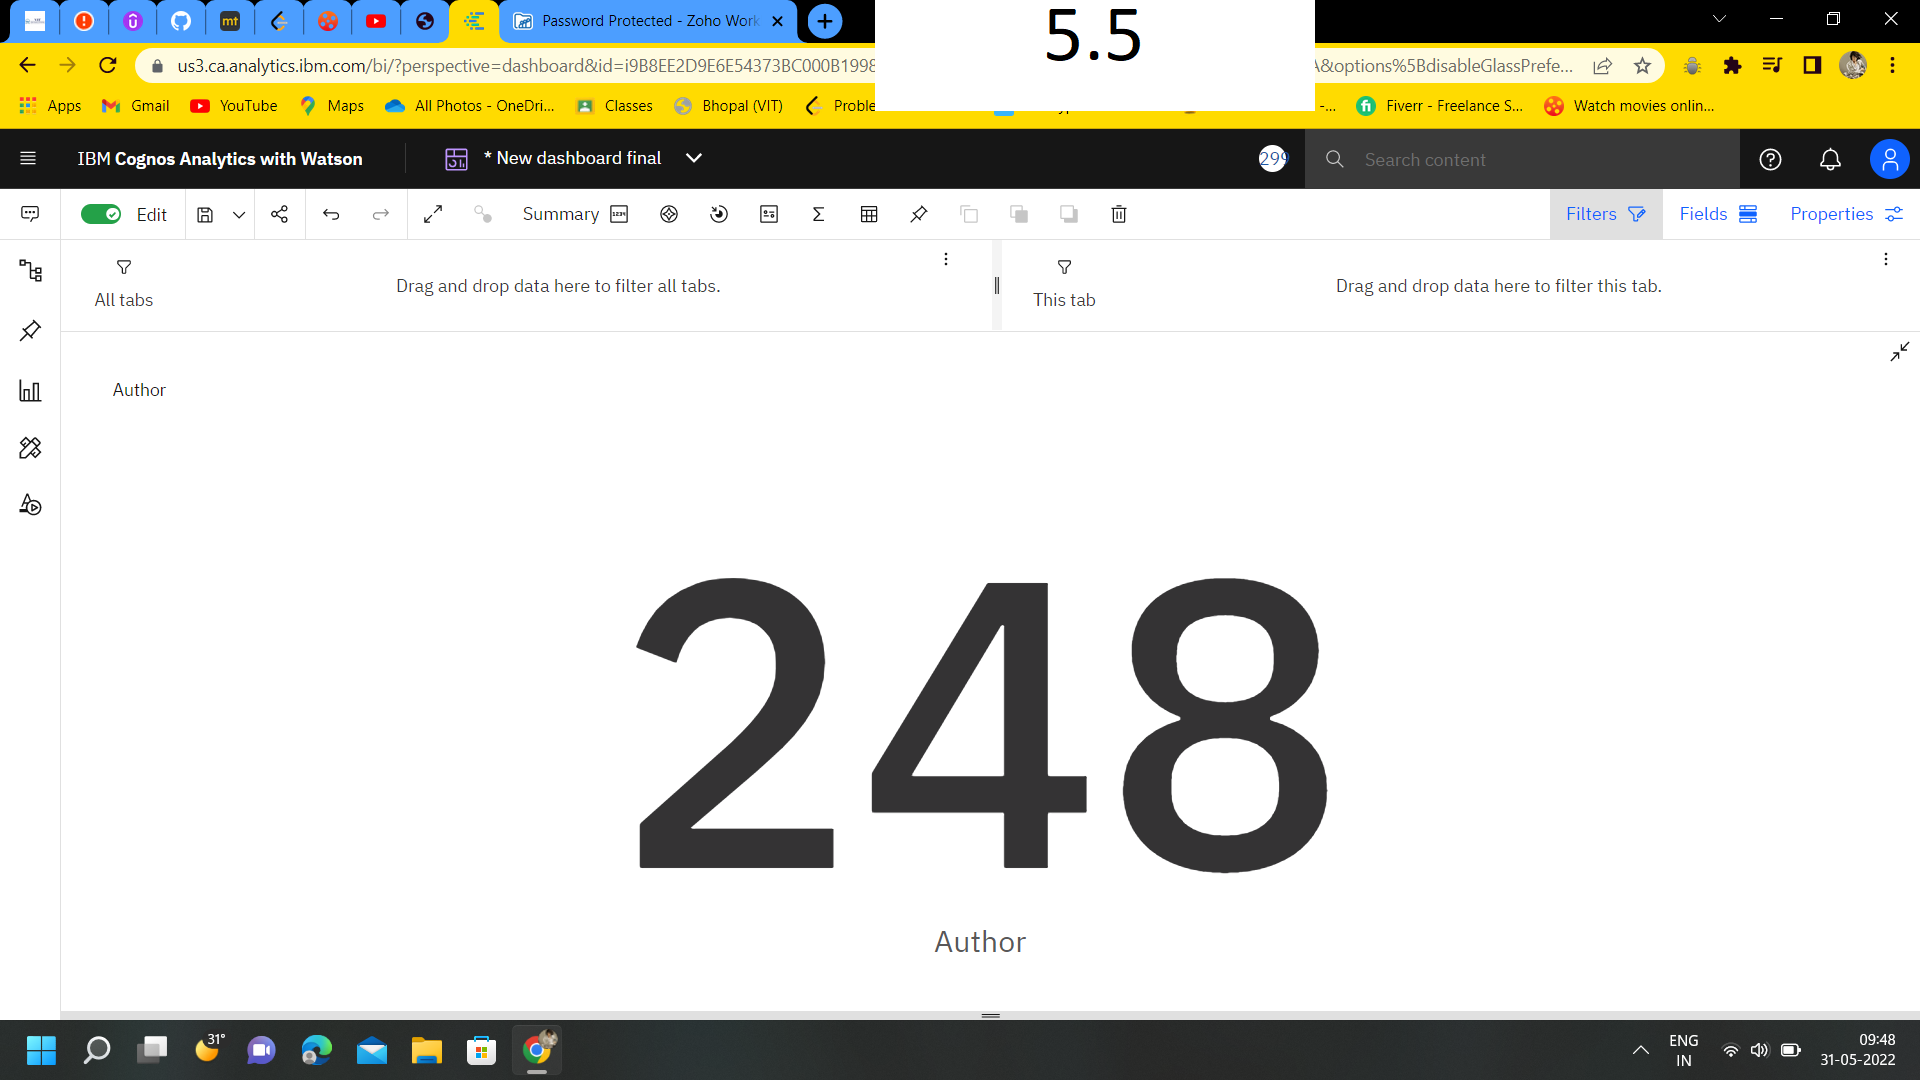 mt
Password Protected - Zoho Work
5.5
us3.ca.analytics.ibm.com/bi/?perspective=dashboard&id=i9B8EE2D9E6E54373BC000B1998
A&options%5BdisableGlassPrefe...
Apps
Gmail
YouTube
Maps
All Photos - OneDri...
Classes
Bhopal (VIT)
Proble
-...
Fiverr - Freelance S...
Watch movies onlin...
IBM Cognos Analytics with Watson
* New dashboard final
299
Search content
Edit
Summary
Filters
Fields
Properties
All tabs
Drag and drop data here to filter all tabs.
This tab
Drag and drop data here to filter this tab.
Author
248
Author
31°
ENG
IN
09:48
31-05-2022